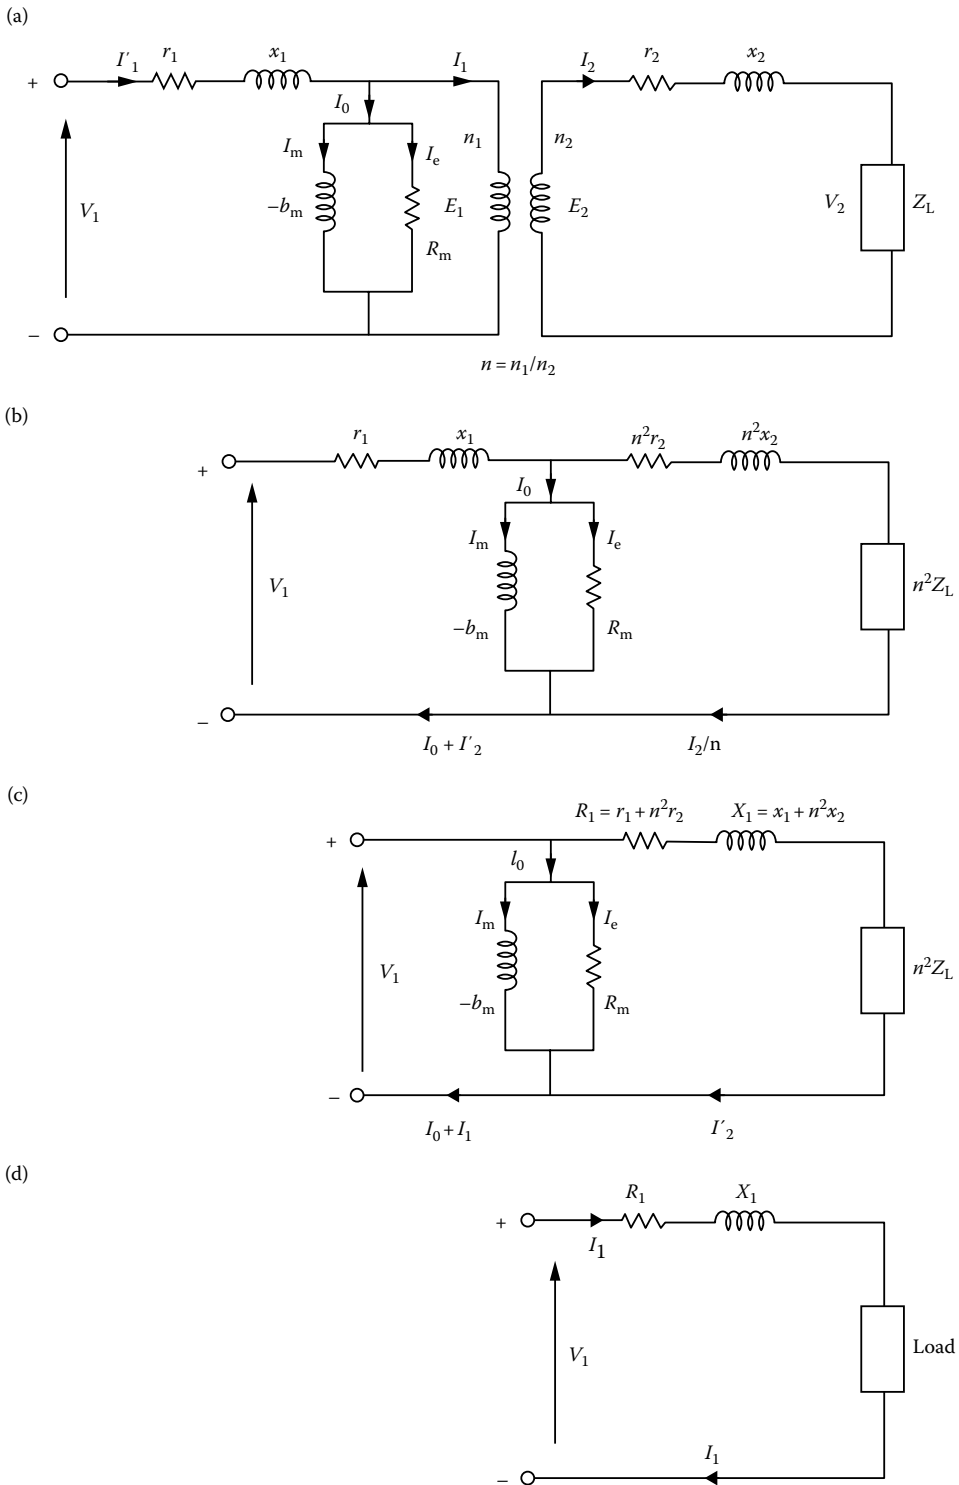 (a)
I′1 r1 x1 I1 I2 r2 x2
+
I0
Im Ie n1 n2
V1 −bm E1 E2 V2 ZL
Rm
−
n = n1/n2
(b)
r1 x1 n²r2 n²x2
+
I0
Im Ie
V1 n²ZL
−bm Rm
−
I0 + I′2 I2/n
(c)
R1 = r1 + n²r2 X1 = x1 + n²x2
+
l0
Im Ie
V1 n²ZL
−bm Rm
−
I0 + I1 I′2
(d)
R1 X1
+
I1
V1 Load
I1
−